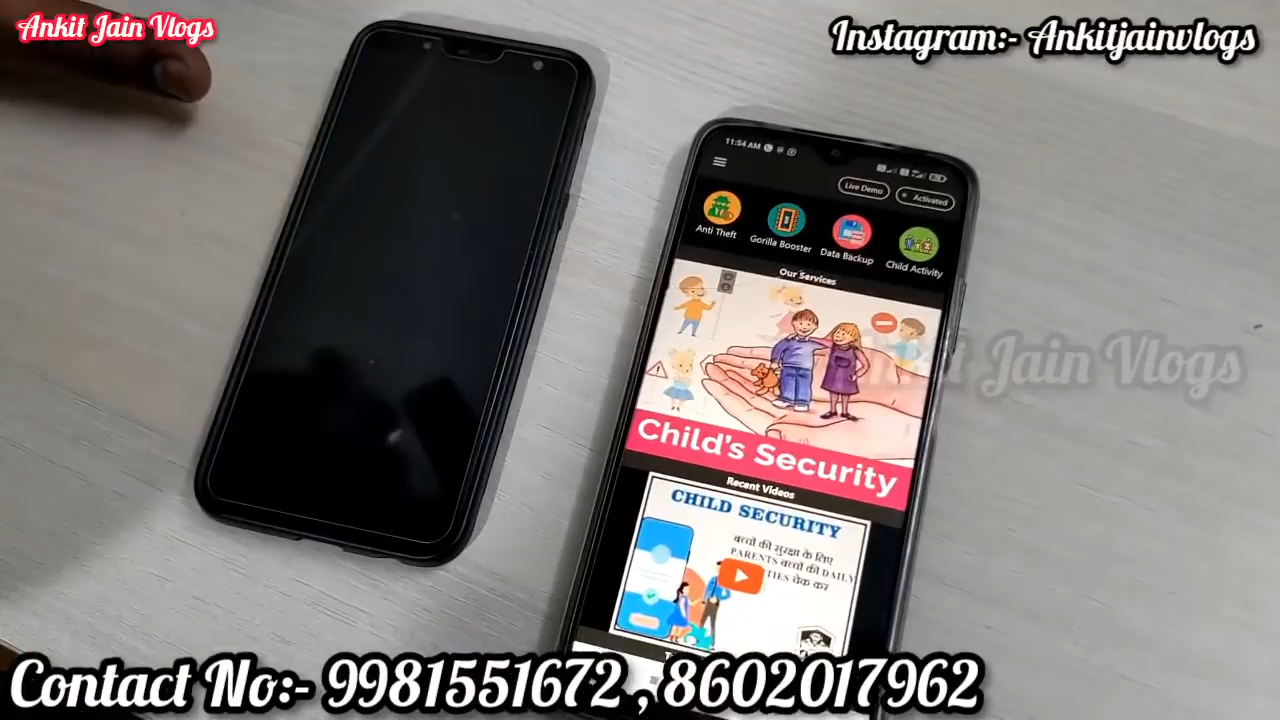 Ankit Jain Vlogs
Instagram:- Ankitjainvlogs
11:54 AM
Live Demo
Activated
Anti Theft
Gorilla Booster
Data Backup
Child Activity
Our Services
Jain Vlogs
Child's Security
Recent Videos
CHILD SECURITY
बच्चों की सुरक्षा के लिए
PARENTS बच्चों की DAILY
TIES चेक कर
Contact No:- 9981551672 , 8602017962